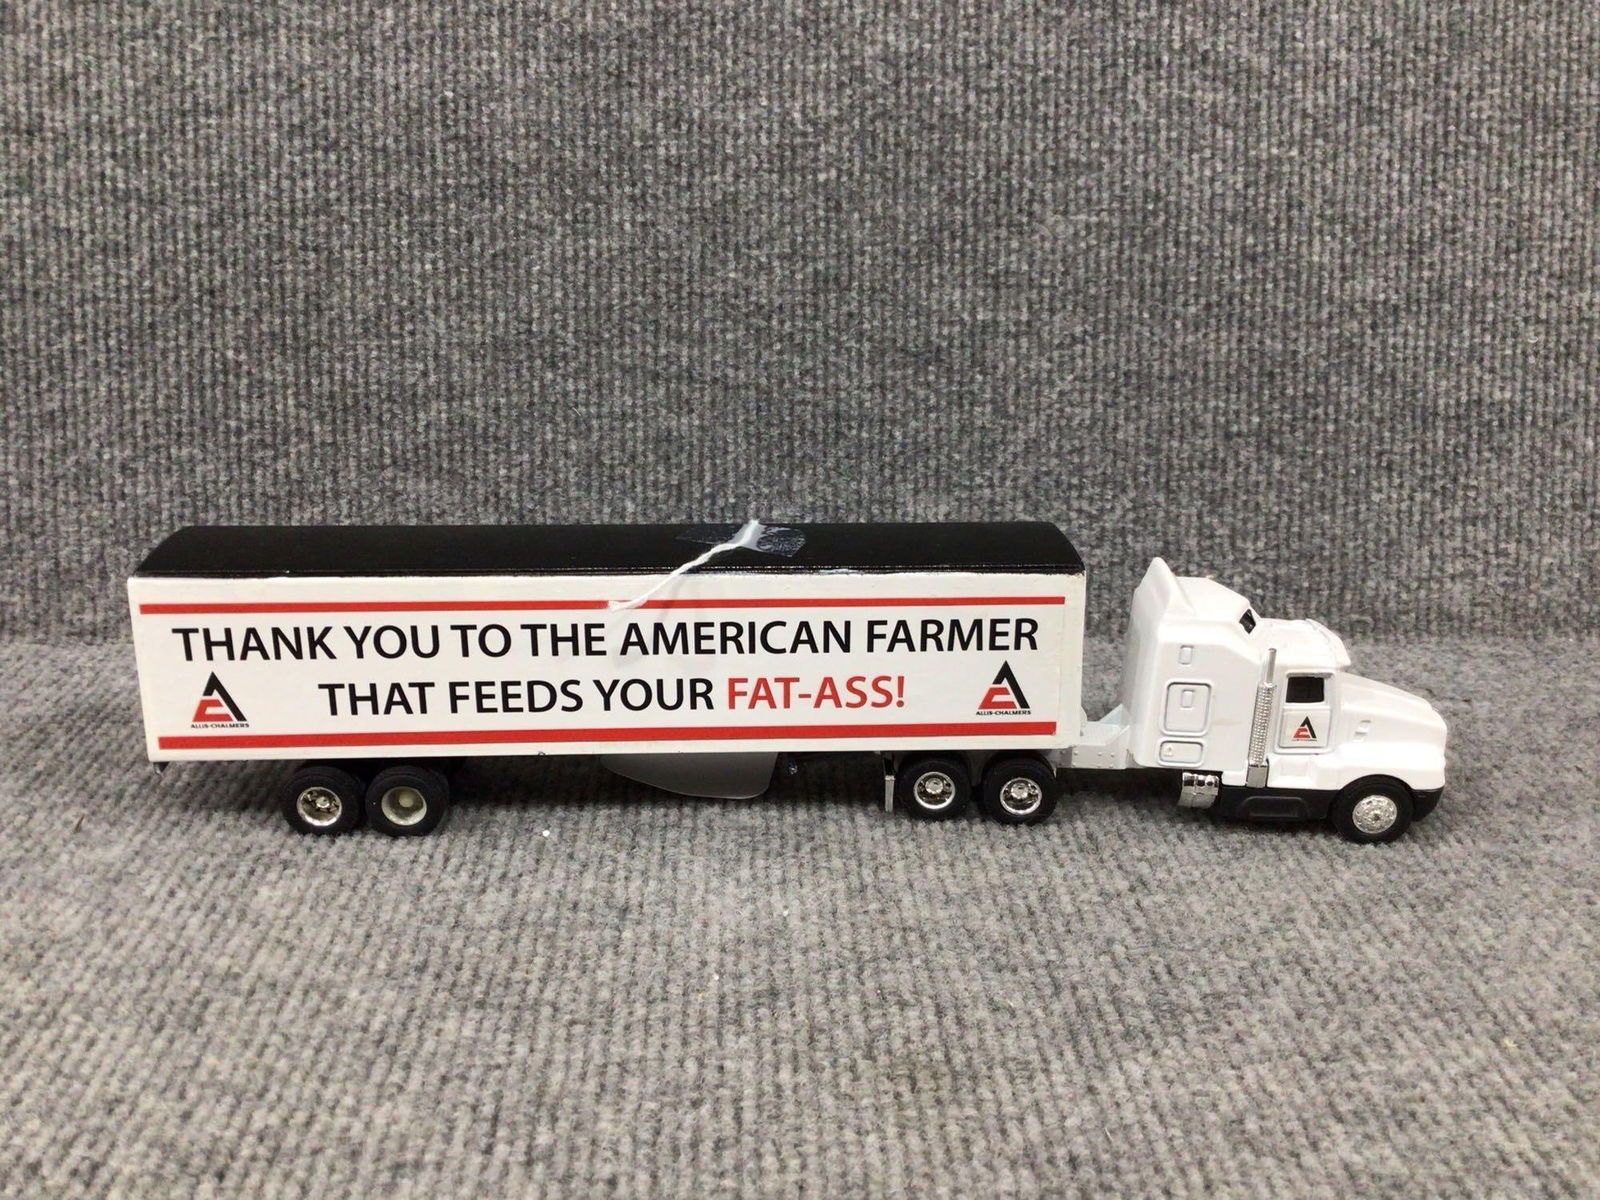 THANK YOU TO THE AMERICAN FARMER
THAT FEEDS YOUR FAT-ASS!
ALLIS-CHALMERS
ALLIS-CHALMERS